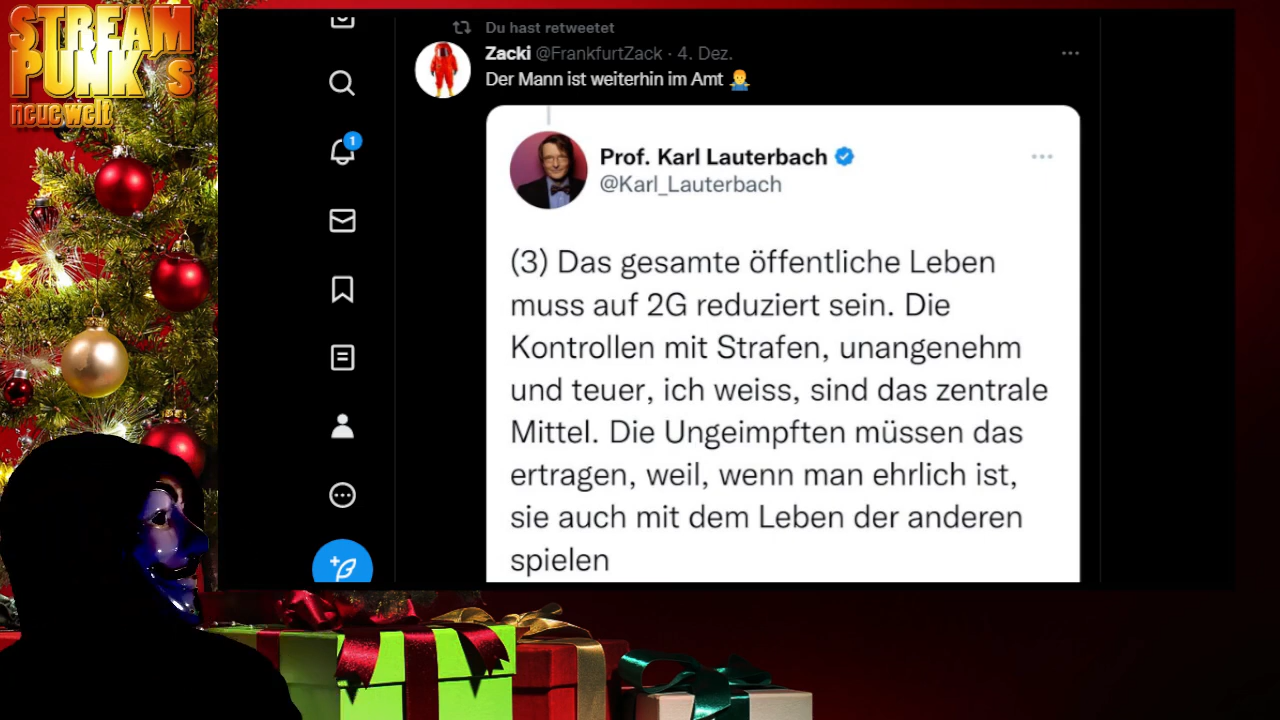 STREAM
PUNK´s
neue welt
Du hast retweetet
Zacki @FrankfurtZack · 4. Dez.
Der Mann ist weiterhin im Amt 🤷‍♂️
1
Prof. Karl Lauterbach
@Karl_Lauterbach
(3) Das gesamte öffentliche Leben
muss auf 2G reduziert sein. Die
Kontrollen mit Strafen, unangenehm
und teuer, ich weiss, sind das zentrale
Mittel. Die Ungeimpften müssen das
ertragen, weil, wenn man ehrlich ist,
sie auch mit dem Leben der anderen
spielen